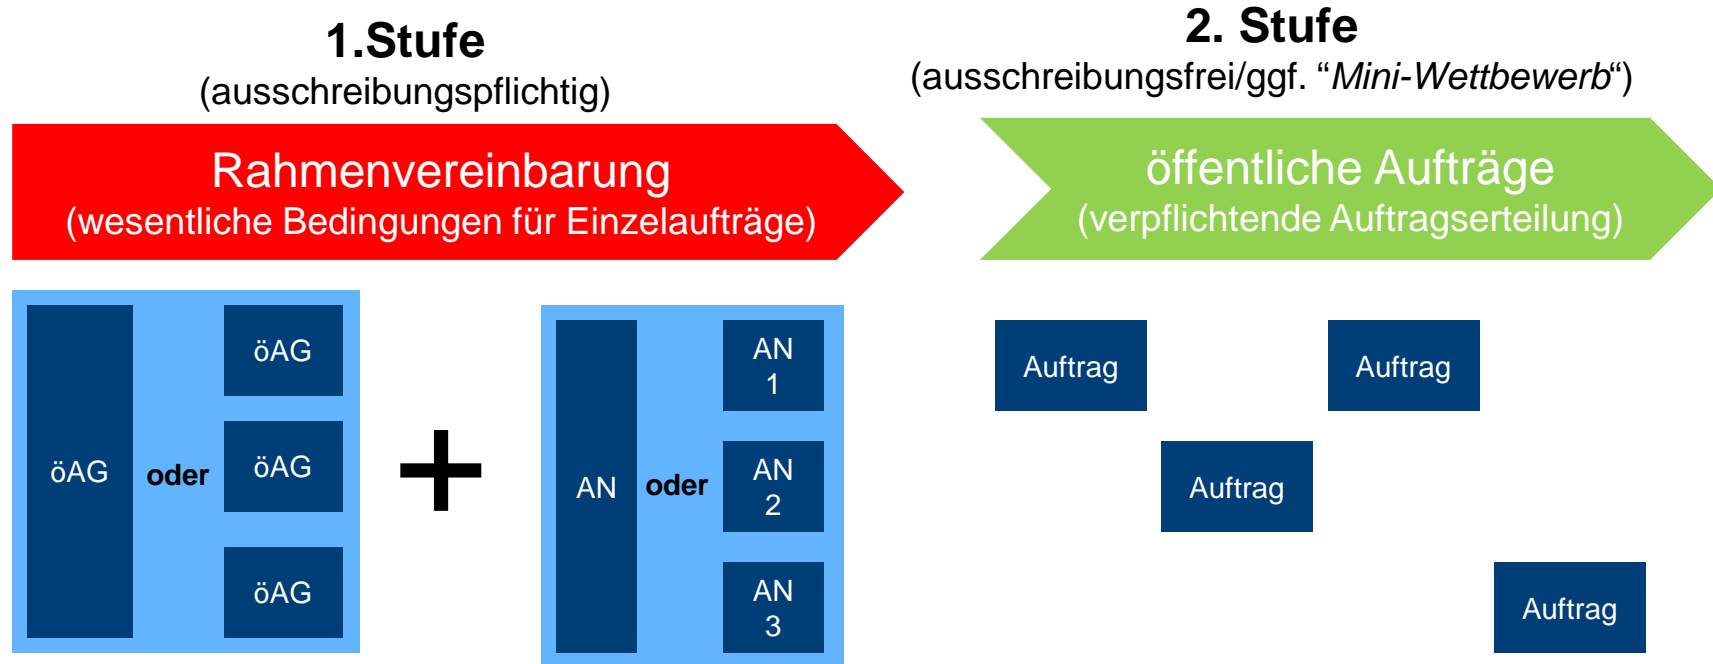 1.Stufe
(ausschreibungspflichtig)
Rahmenvereinbarung
(wesentliche Bedingungen für Einzelaufträge)
öAG
oder
öAG
öAG
öAG
+
AN
oder
AN
1
AN
2
AN
3
2. Stufe
(ausschreibungsfrei/ggf. “Mini-Wettbewerb“)
öffentliche Aufträge
(verpflichtende Auftragserteilung)
Auftrag
Auftrag
Auftrag
Auftrag